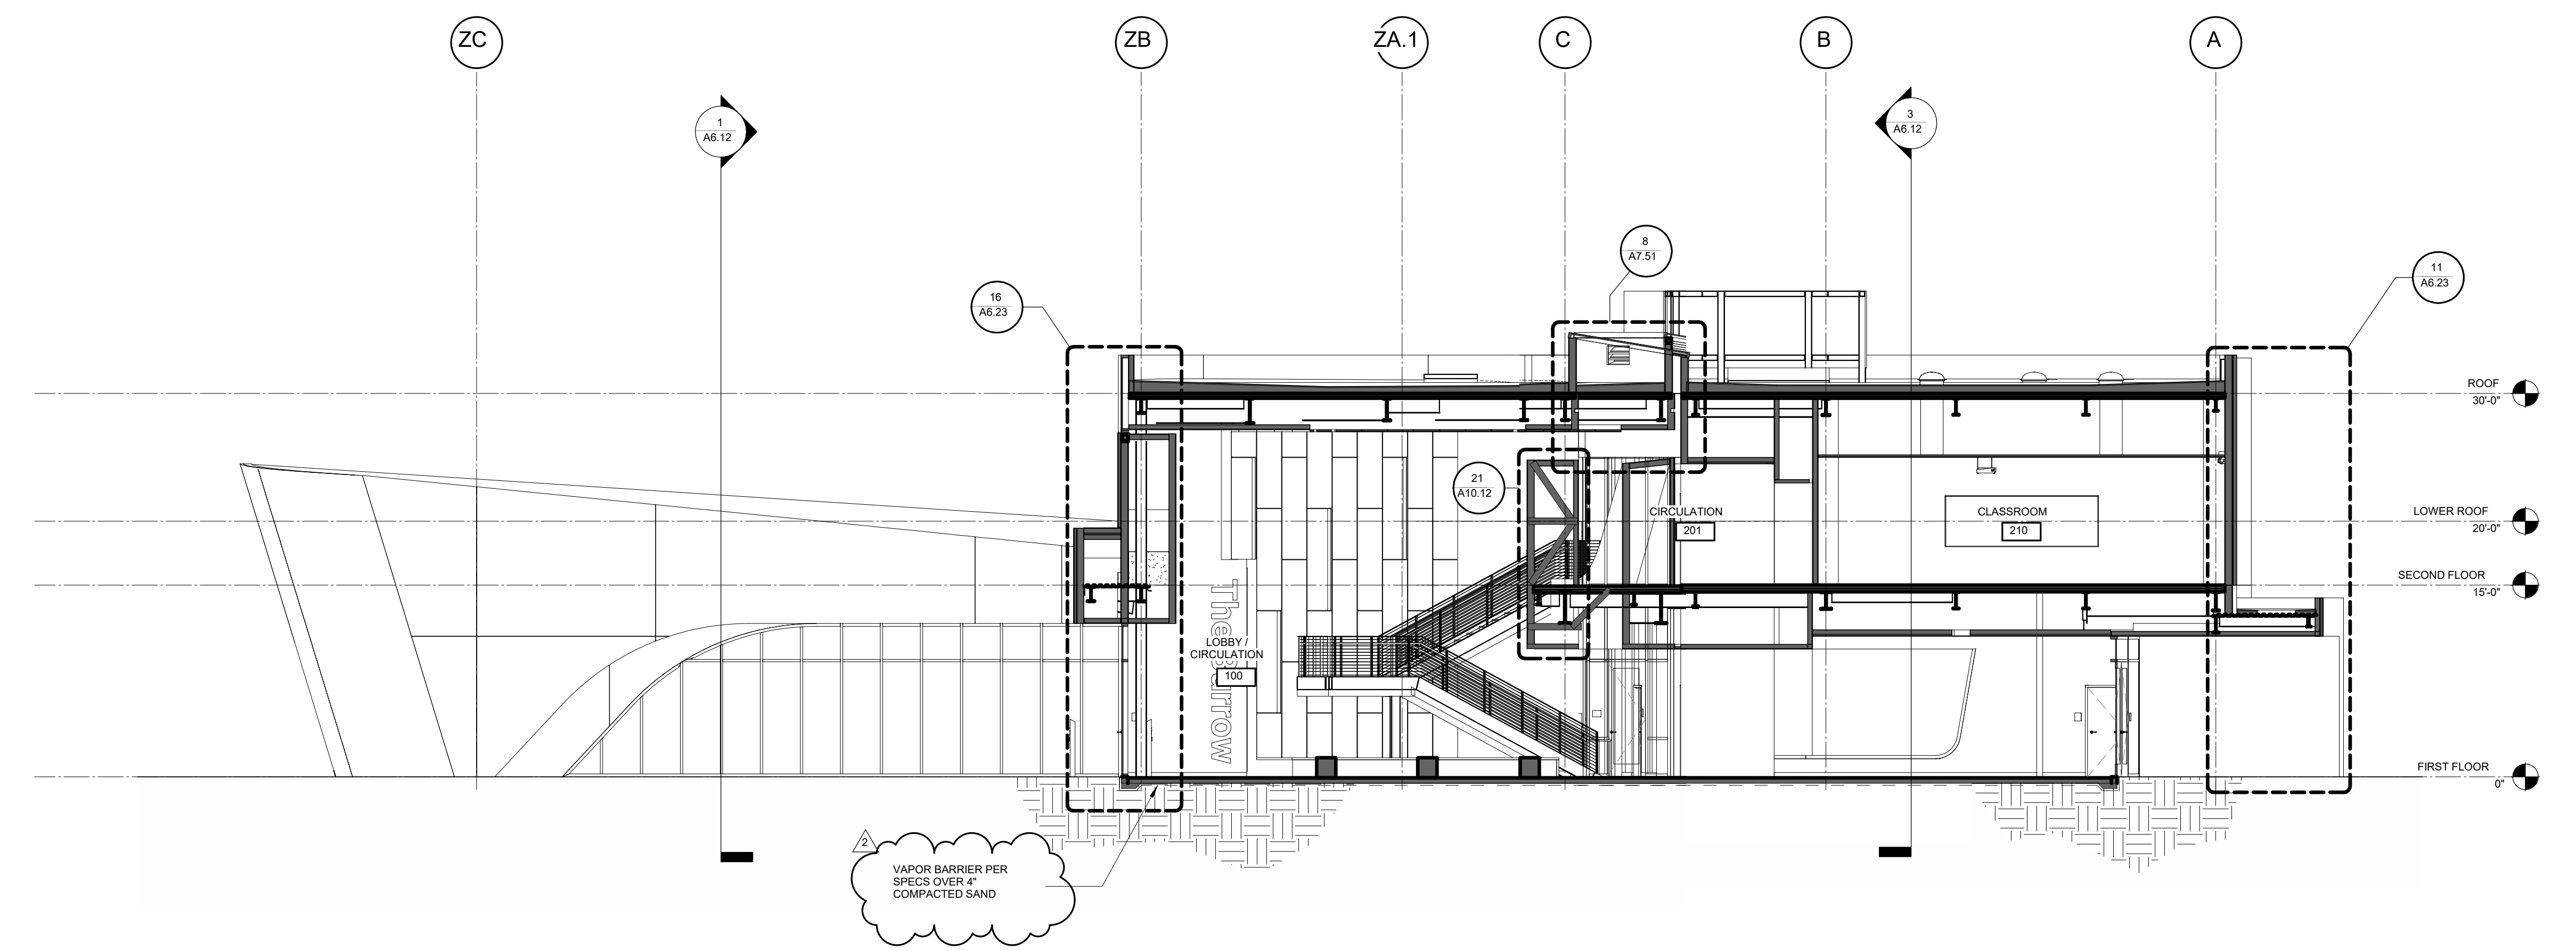 ZC
ZB
ZA.1
C
B
A
1
A6.12
3
A6.12
8
A7.51
11
A6.23
16
A6.23
ROOF
30'-0"
21
A10.12
CIRCULATION
201
CLASSROOM
210
LOWER ROOF
20'-0"
SECOND FLOOR
15'-0"
The
LOBBY /
CIRCULATION
100
FIRST FLOOR
0"
2
VAPOR BARRIER PER
SPECS OVER 4"
COMPACTED SAND